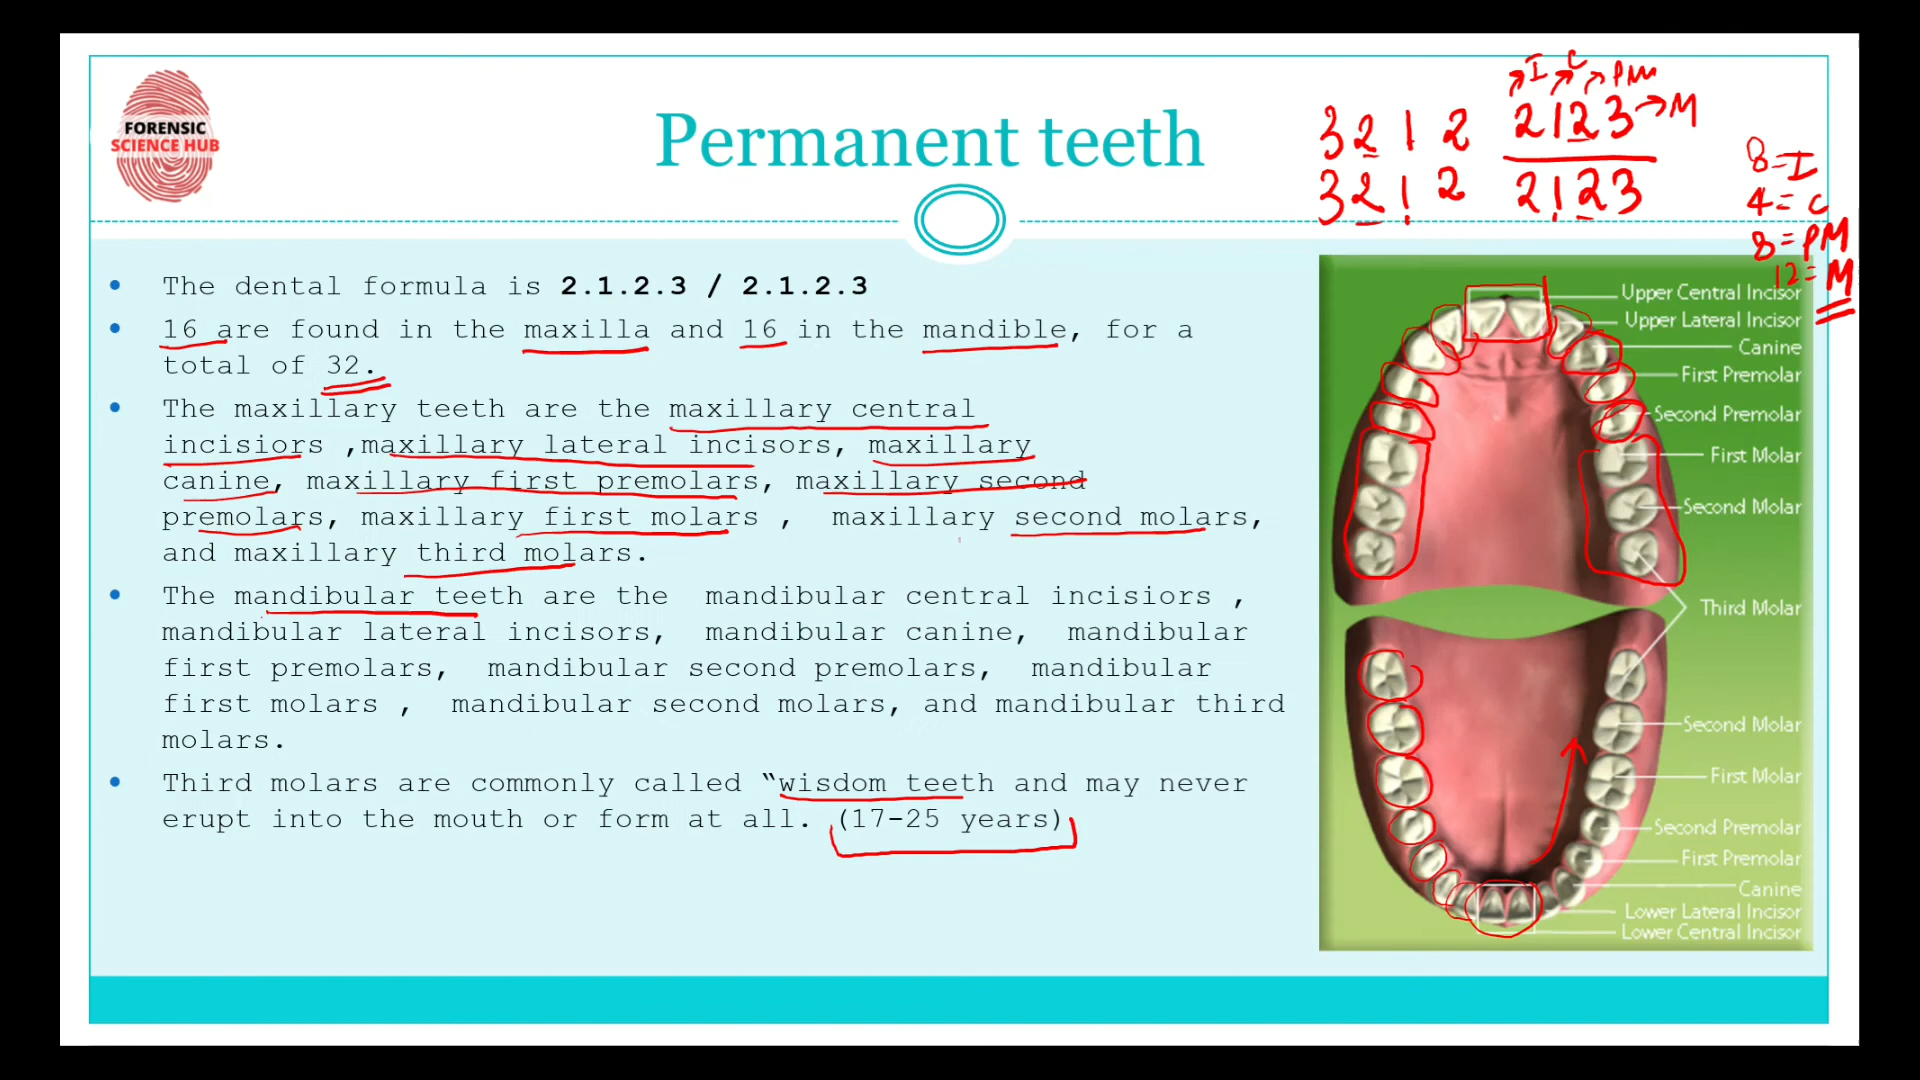 FORENSIC
SCIENCE HUB
Permanent teeth
I C PM
3 2 1 2 2 1 2 3 → M
3 2 1 2 2 1 2 3
8 = I
4 = C
8 = PM
12 = M
• The dental formula is 2.1.2.3 / 2.1.2.3
• 16 are found in the maxilla and 16 in the mandible, for a
total of 32.
• The maxillary teeth are the maxillary central
incisiors ,maxillary lateral incisors, maxillary
canine, maxillary first premolars, maxillary second
premolars, maxillary first molars , maxillary second molars,
and maxillary third molars.
• The mandibular teeth are the mandibular central incisiors ,
mandibular lateral incisors, mandibular canine, mandibular
first premolars, mandibular second premolars, mandibular
first molars , mandibular second molars, and mandibular third
molars.
• Third molars are commonly called “wisdom teeth and may never
erupt into the mouth or form at all. (17-25 years)
Upper Central Incisor
Upper Lateral Incisor
Canine
First Premolar
Second Premolar
First Molar
Second Molar
Third Molar
Second Molar
First Molar
Second Premolar
First Premolar
Canine
Lower Lateral Incisor
Lower Central Incisor